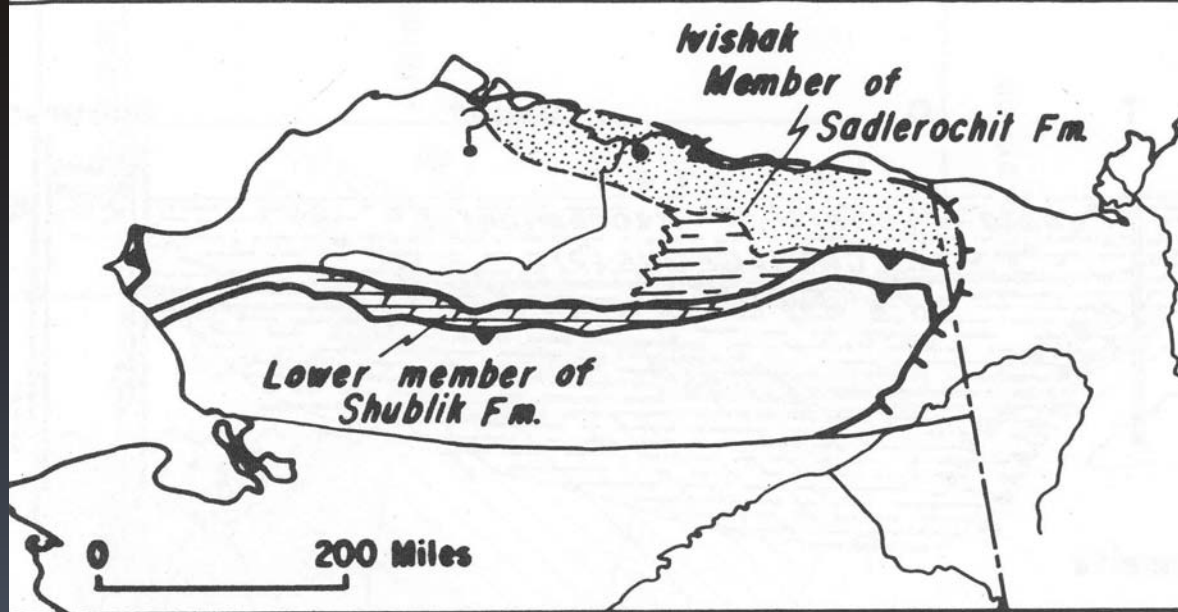 Ivishak
Member of
Sadlerochit Fm.
Lower member of
Shublik Fm.
0 200 Miles